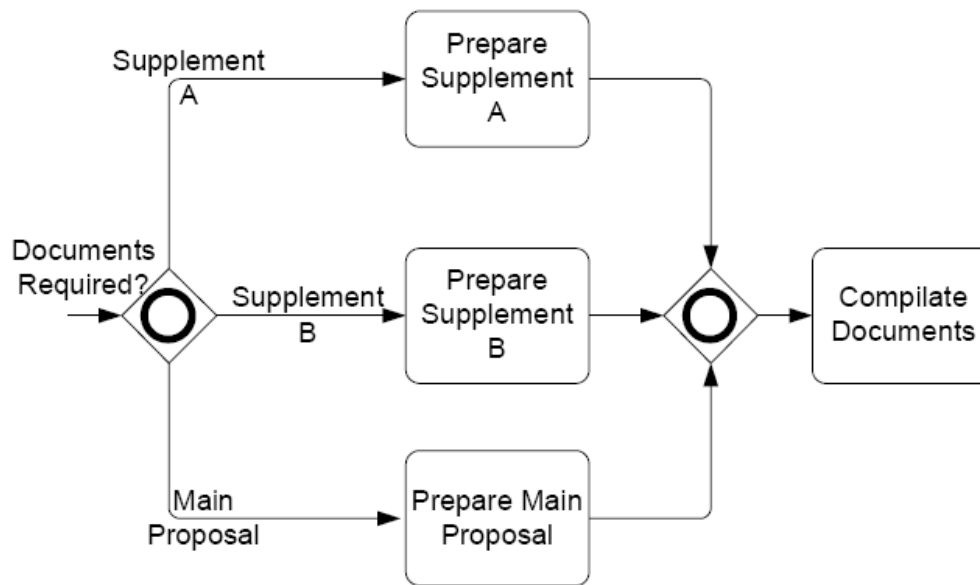 Supplement
A
Prepare
Supplement
A
Documents
Required?
Supplement
B
Prepare
Supplement
B
Compilate
Documents
Main
Proposal
Prepare Main
Proposal